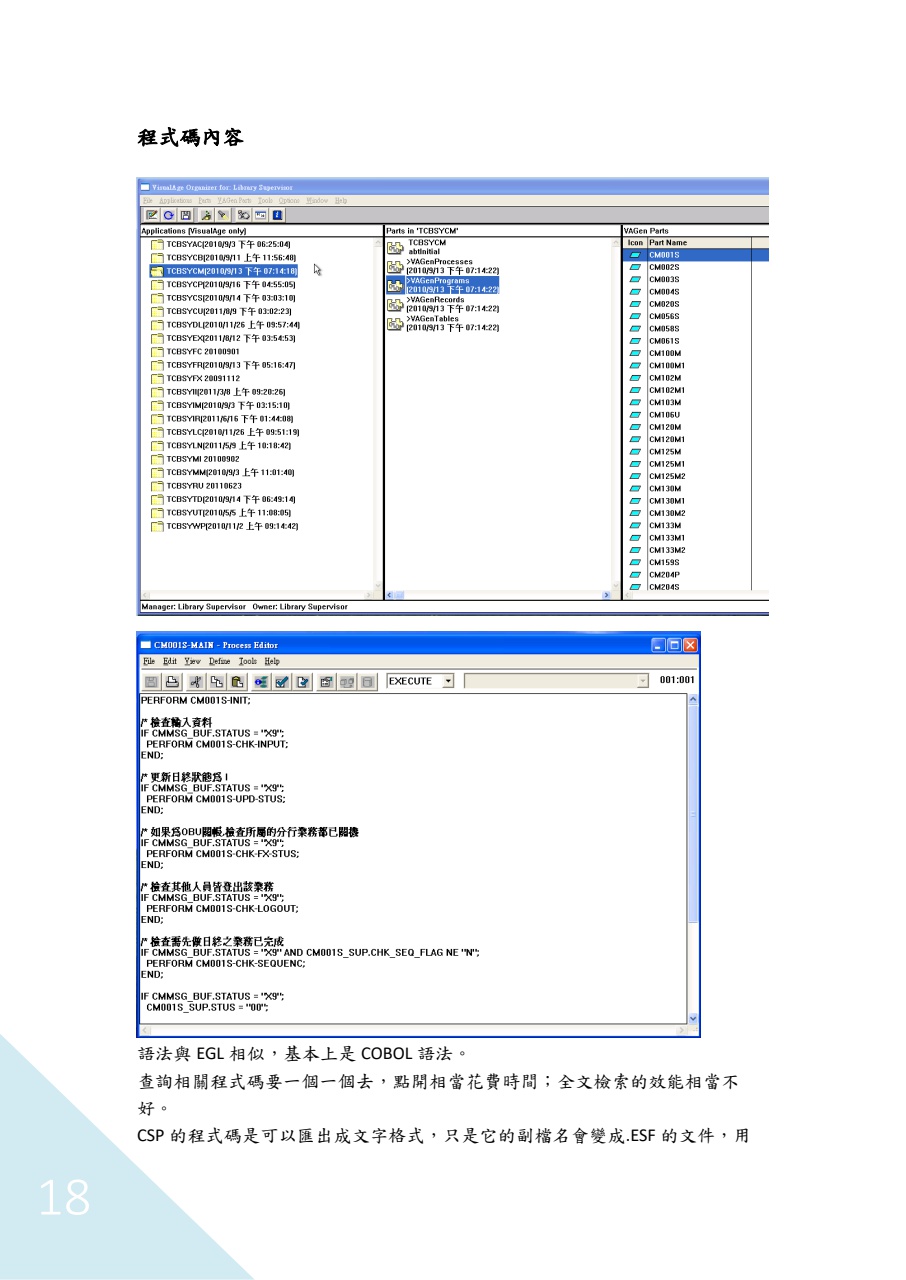 程式碼內容
VisualAge Organizer for: Library Supervisor
File Applications Parts VAGen Parts Tools Options Window Help
Applications (VisualAge only)
TCBSYAC(2010/9/3 下午 06:25:04)
TCBSYCB(2010/9/11 上午 11:56:48)
TCBSYCM(2010/9/13 下午 07:14:18)
TCBSYCP(2010/9/16 下午 04:55:05)
TCBSYCS(2010/9/14 下午 03:03:10)
TCBSYCU(2011/8/9 下午 03:02:23)
TCBSYDL(2010/11/26 上午 09:57:44)
TCBSYEX(2011/8/12 下午 03:54:53)
TCBSYFC 20100901
TCBSYFR(2010/9/13 下午 05:16:47)
TCBSYFX 20091112
TCBSYII(2011/3/8 上午 09:20:26)
TCBSYIM(2010/9/3 下午 03:15:10)
TCBSYIR(2011/6/16 下午 01:44:08)
TCBSYLC(2010/11/26 上午 09:51:19)
TCBSYLN(2011/5/9 上午 10:18:42)
TCBSYMI 20100902
TCBSYMM(2010/9/3 上午 11:01:40)
TCBSYRU 20110623
TCBSYTD(2010/9/14 下午 06:49:14)
TCBSYUT(2010/5/5 上午 11:08:05)
TCBSYWP(2010/11/2 上午 09:14:42)
Parts in 'TCBSYCM'
TCBSYCM
abtInitial
>VAGenProcesses
(2010/9/13 下午 07:14:22)
>VAGenPrograms
(2010/9/13 下午 07:14:22)
>VAGenRecords
(2010/9/13 下午 07:14:22)
>VAGenTables
(2010/9/13 下午 07:14:22)
VAGen Parts
Icon Part Name
CM001S
CM002S
CM003S
CM004S
CM020S
CM056S
CM058S
CM061S
CM100M
CM100M1
CM102M
CM102M1
CM103M
CM106U
CM120M
CM120M1
CM125M
CM125M1
CM125M2
CM130M
CM130M1
CM130M2
CM133M
CM133M1
CM133M2
CM159S
CM204P
CM204S
Manager: Library Supervisor Owner: Library Supervisor
CM001S-MAIN - Process Editor
File Edit View Define Tools Help
EXECUTE 001:001
PERFORM CM001S-INIT;
/* 檢查輸入資料
IF CMMSG_BUF.STATUS = "X9";
PERFORM CM001S-CHK-INPUT;
END;
/* 更新日終狀態爲 1
IF CMMSG_BUF.STATUS = "X9";
PERFORM CM001S-UPD-STUS;
END;
/* 如果爲OBU關帳,檢查所屬的分行業務都已關機
IF CMMSG_BUF.STATUS = "X9";
PERFORM CM001S-CHK-FX-STUS;
END;
/* 檢查其他人員皆登出該業務
IF CMMSG_BUF.STATUS = "X9";
PERFORM CM001S-CHK-LOGOUT;
END;
/* 檢查需先做日終之業務已完成
IF CMMSG_BUF.STATUS = "X9" AND CM001S_SUP.CHK_SEQ_FLAG NE "N";
PERFORM CM001S-CHK-SEQUENC;
END;
IF CMMSG_BUF.STATUS = "X9";
CM001S_SUP.STUS = "00";
語法與 EGL 相似，基本上是 COBOL 語法。
查詢相關程式碼要一個一個去，點開相當花費時間；全文檢索的效能相當不
好。
CSP 的程式碼是可以匯出成文字格式，只是它的副檔名會變成.ESF 的文件，用
18